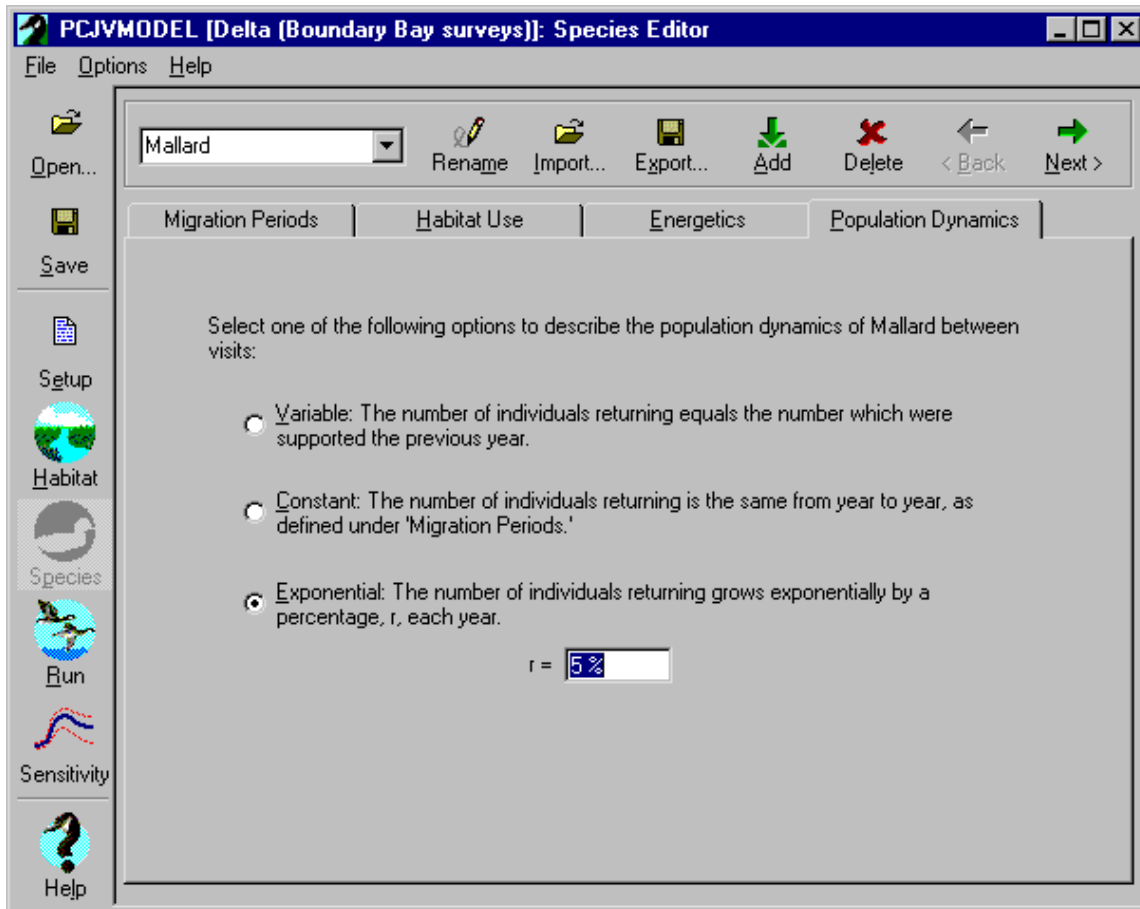 PCJVMODEL [Delta (Boundary Bay surveys)]: Species Editor
File Options Help
Open...
Save
Setup
Habitat
Species
Run
Sensitivity
Help
Mallard
Rename Import... Export... Add Delete < Back Next >
Migration Periods Habitat Use Energetics Population Dynamics
Select one of the following options to describe the population dynamics of Mallard between
visits:
Variable: The number of individuals returning equals the number which were
supported the previous year.
Constant: The number of individuals returning is the same from year to year, as
defined under 'Migration Periods.'
Exponential: The number of individuals returning grows exponentially by a
percentage, r, each year.
r = 5 %